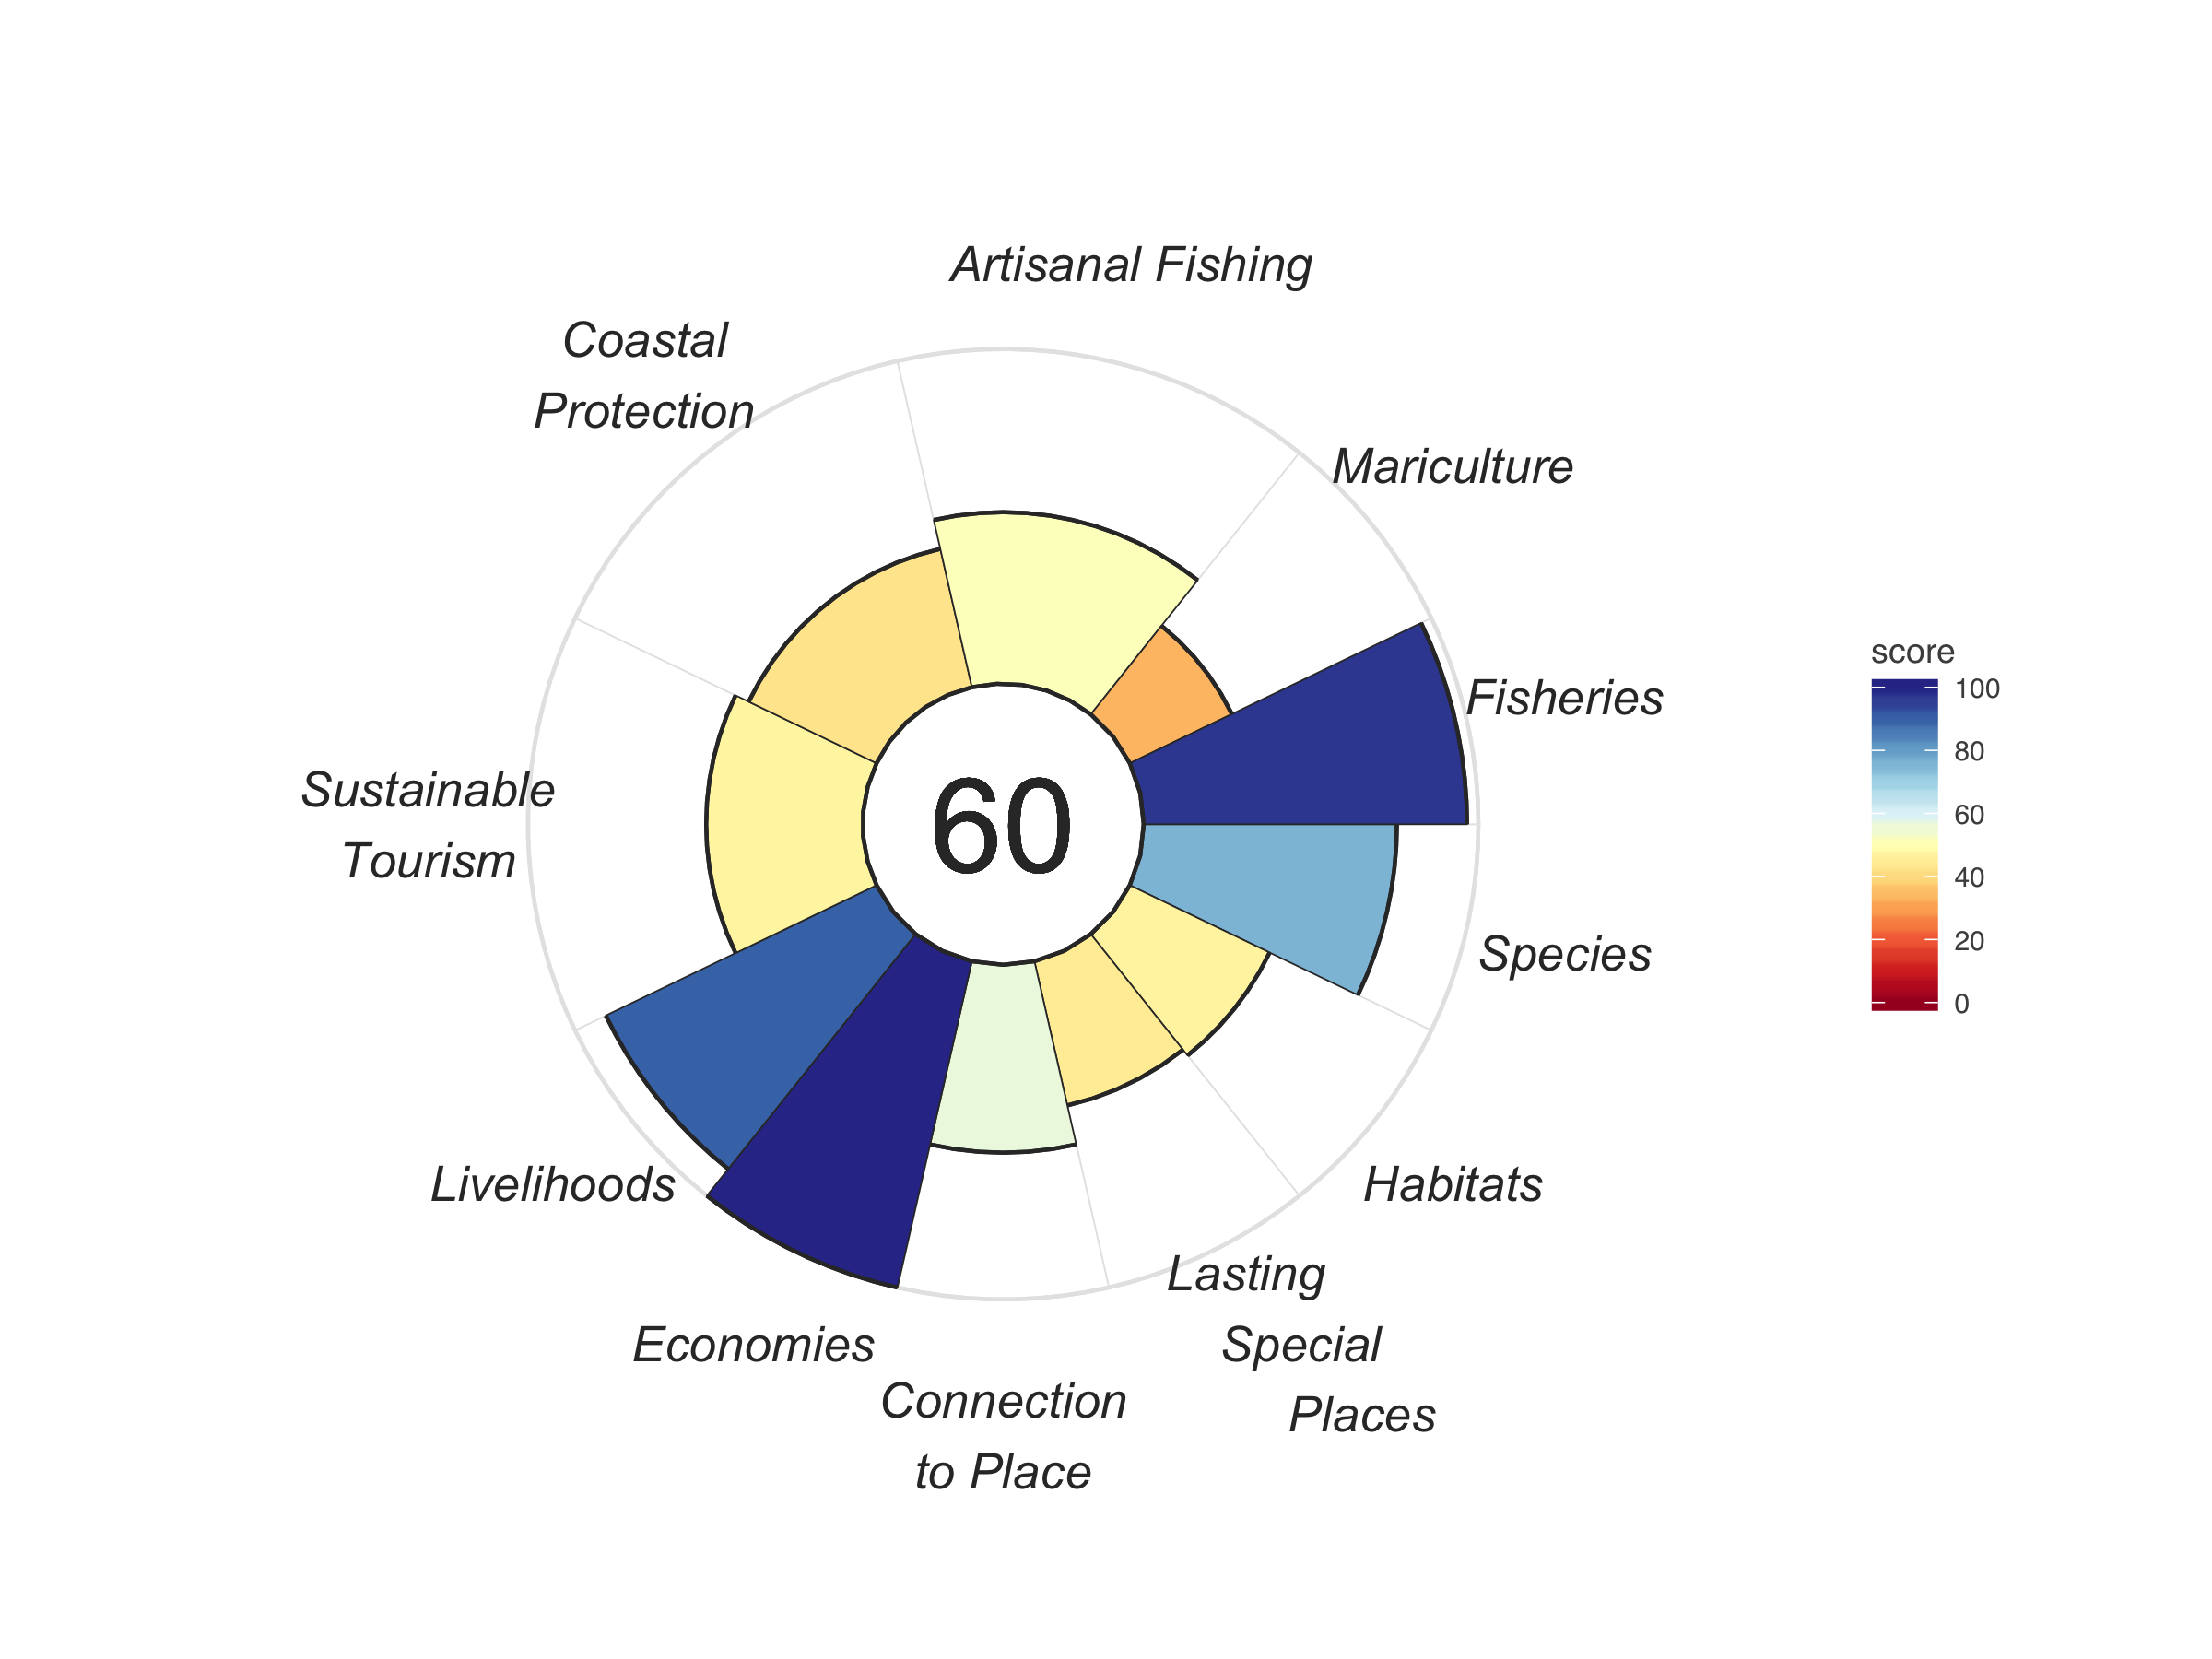 Artisanal Fishing
Coastal
Protection
Mariculture
Fisheries
score
100
80
60
40
20
0
60
Sustainable
Tourism
Species
Livelihoods
Habitats
Lasting
Special
Places
Economies
Connection
to Place